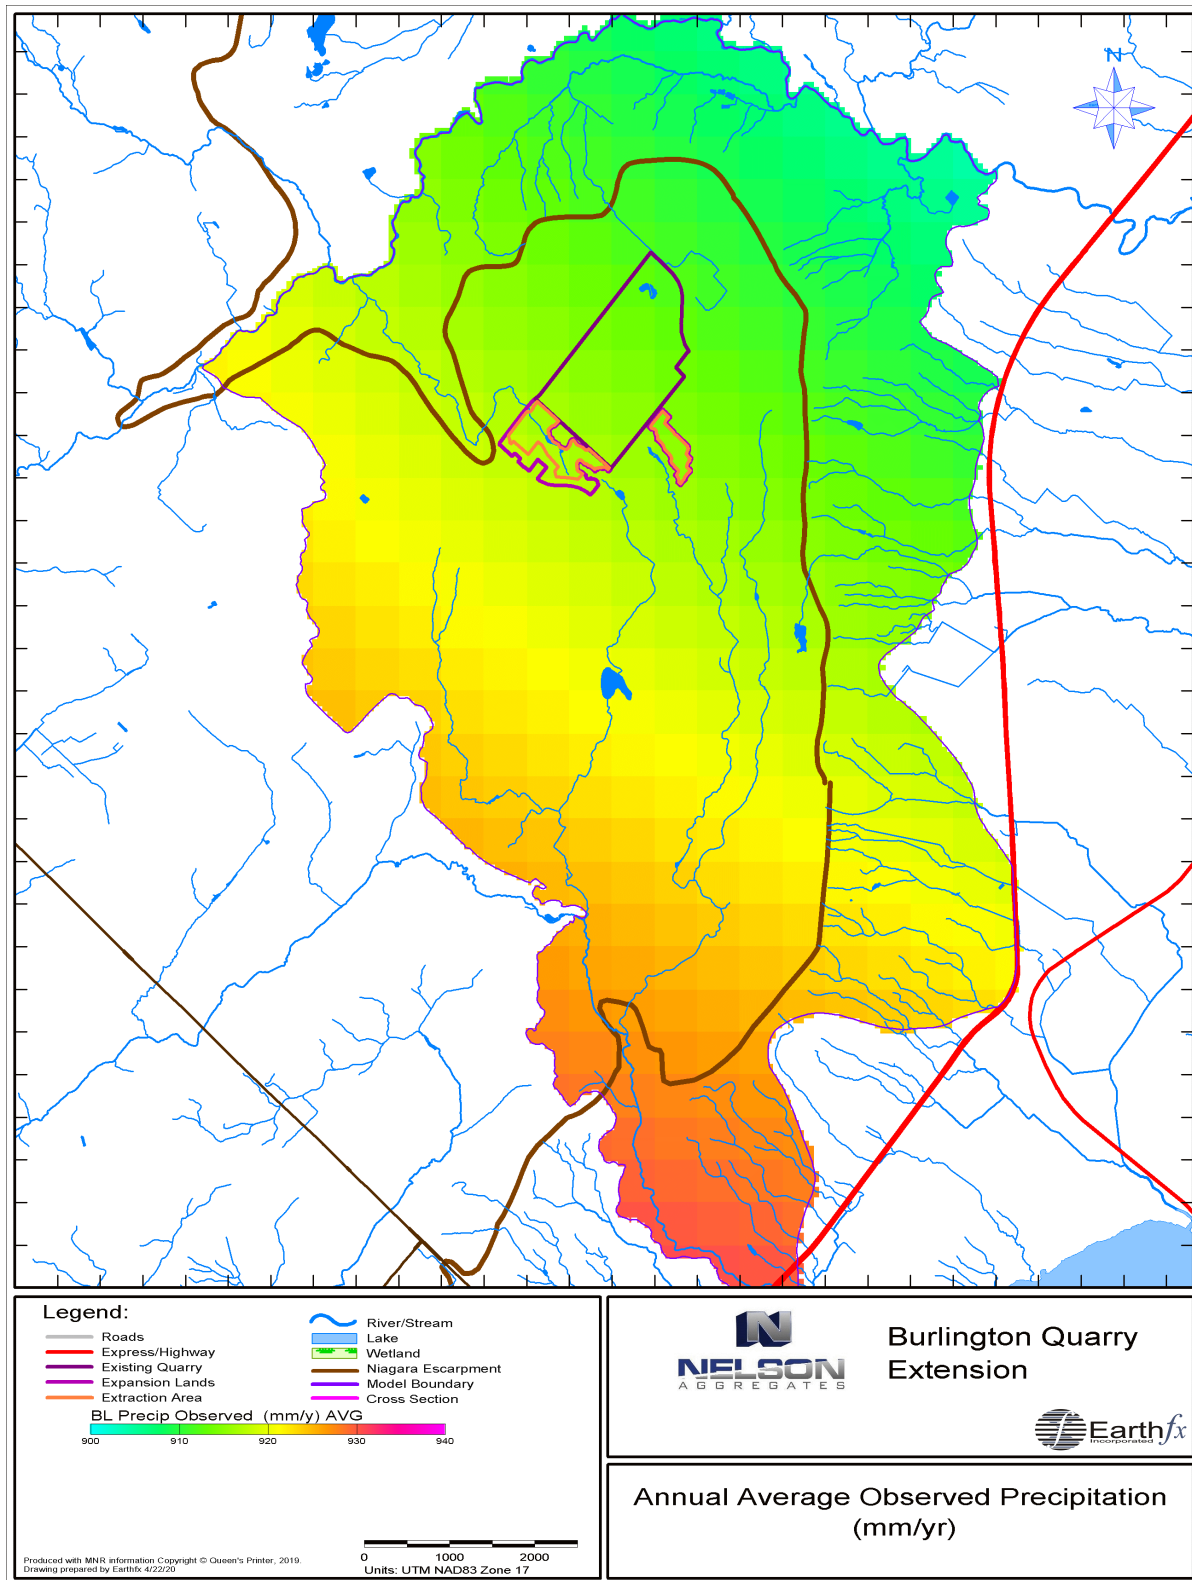 N
Legend:
Roads
Express/Highway
Existing Quarry
Expansion Lands
Extraction Area
River/Stream
Lake
Wetland
Niagara Escarpment
Model Boundary
Cross Section
BL Precip Observed (mm/y) AVG
900 910 920 930 940
0 1000 2000
Units: UTM NAD83 Zone 17
Produced with MNR information Copyright © Queen's Printer, 2019.
Drawing prepared by Earthfx 4/22/20
N
NELSON
AGGREGATES
Burlington Quarry
Extension
Earthfx
Incorporated
Annual Average Observed Precipitation
(mm/yr)